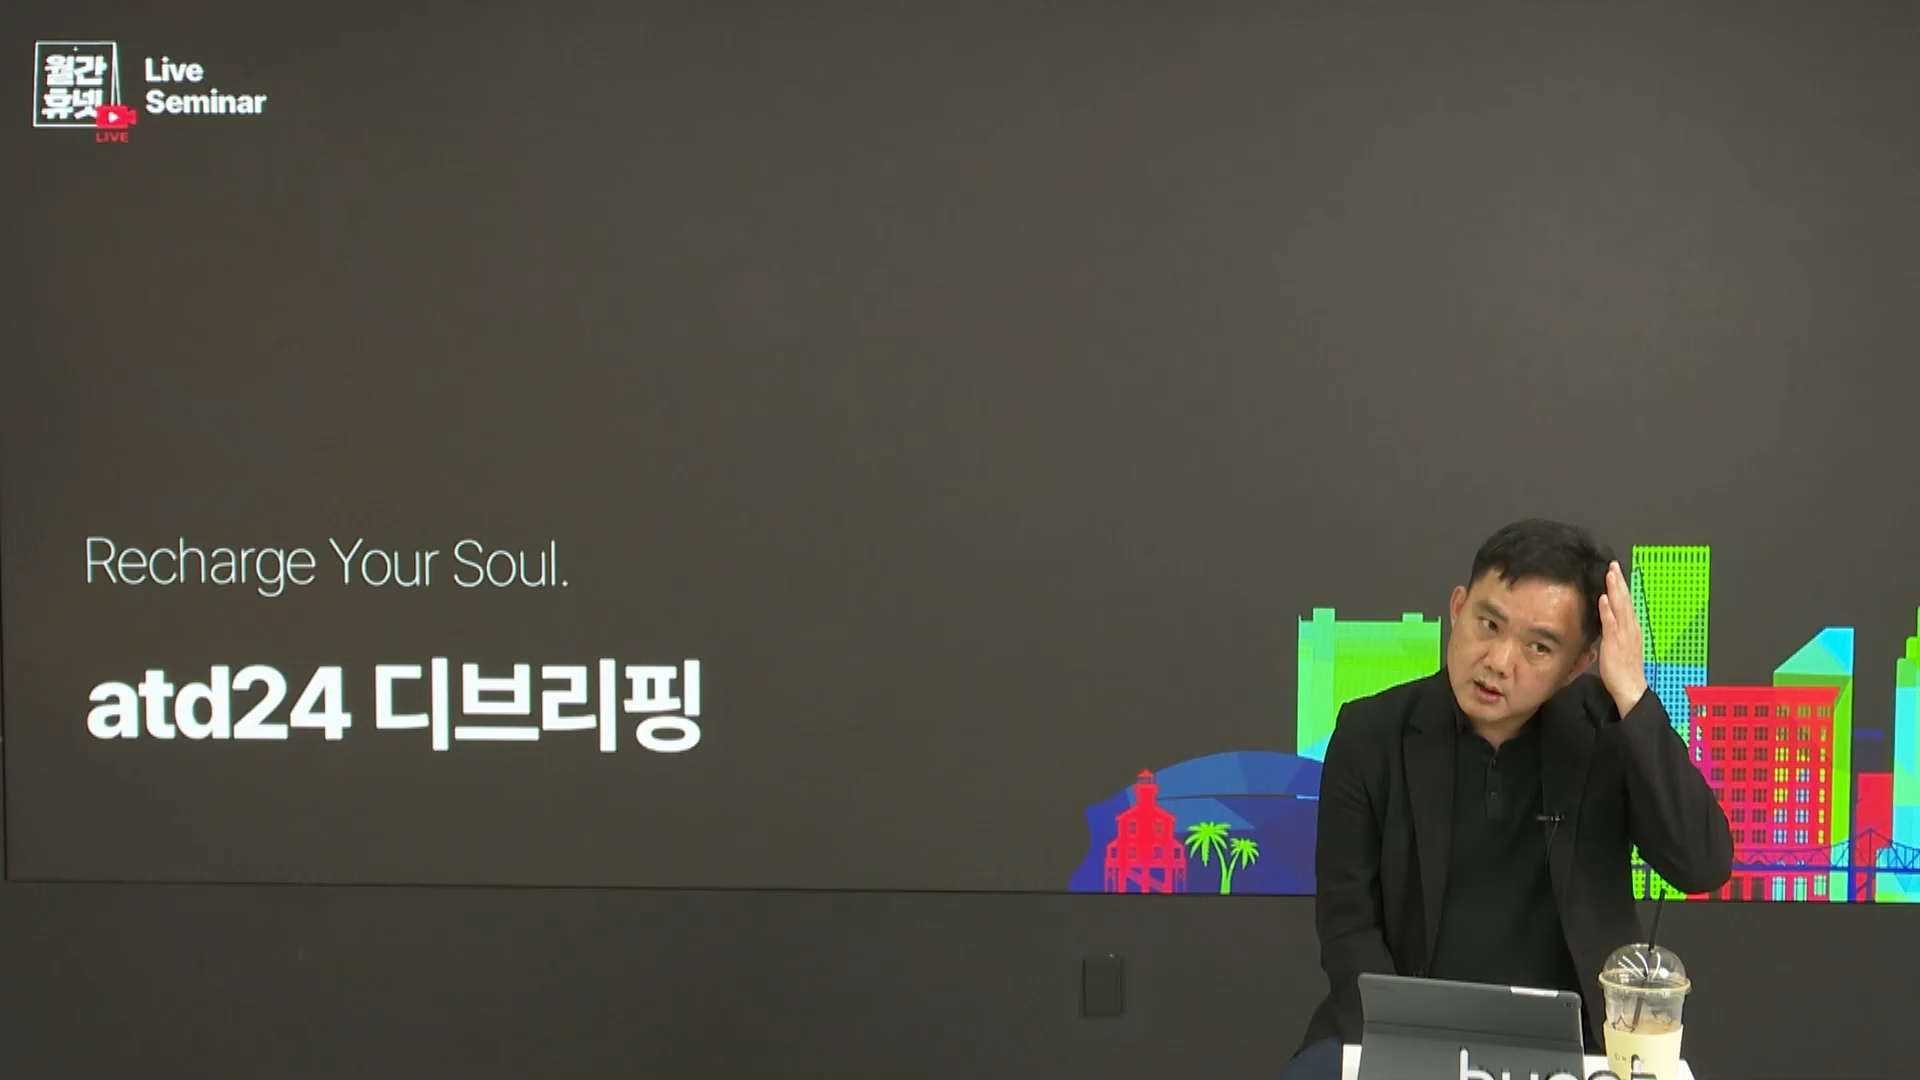 월간
휴넷
LIVE
Live
Seminar
Recharge Your Soul.
atd24 디브리핑